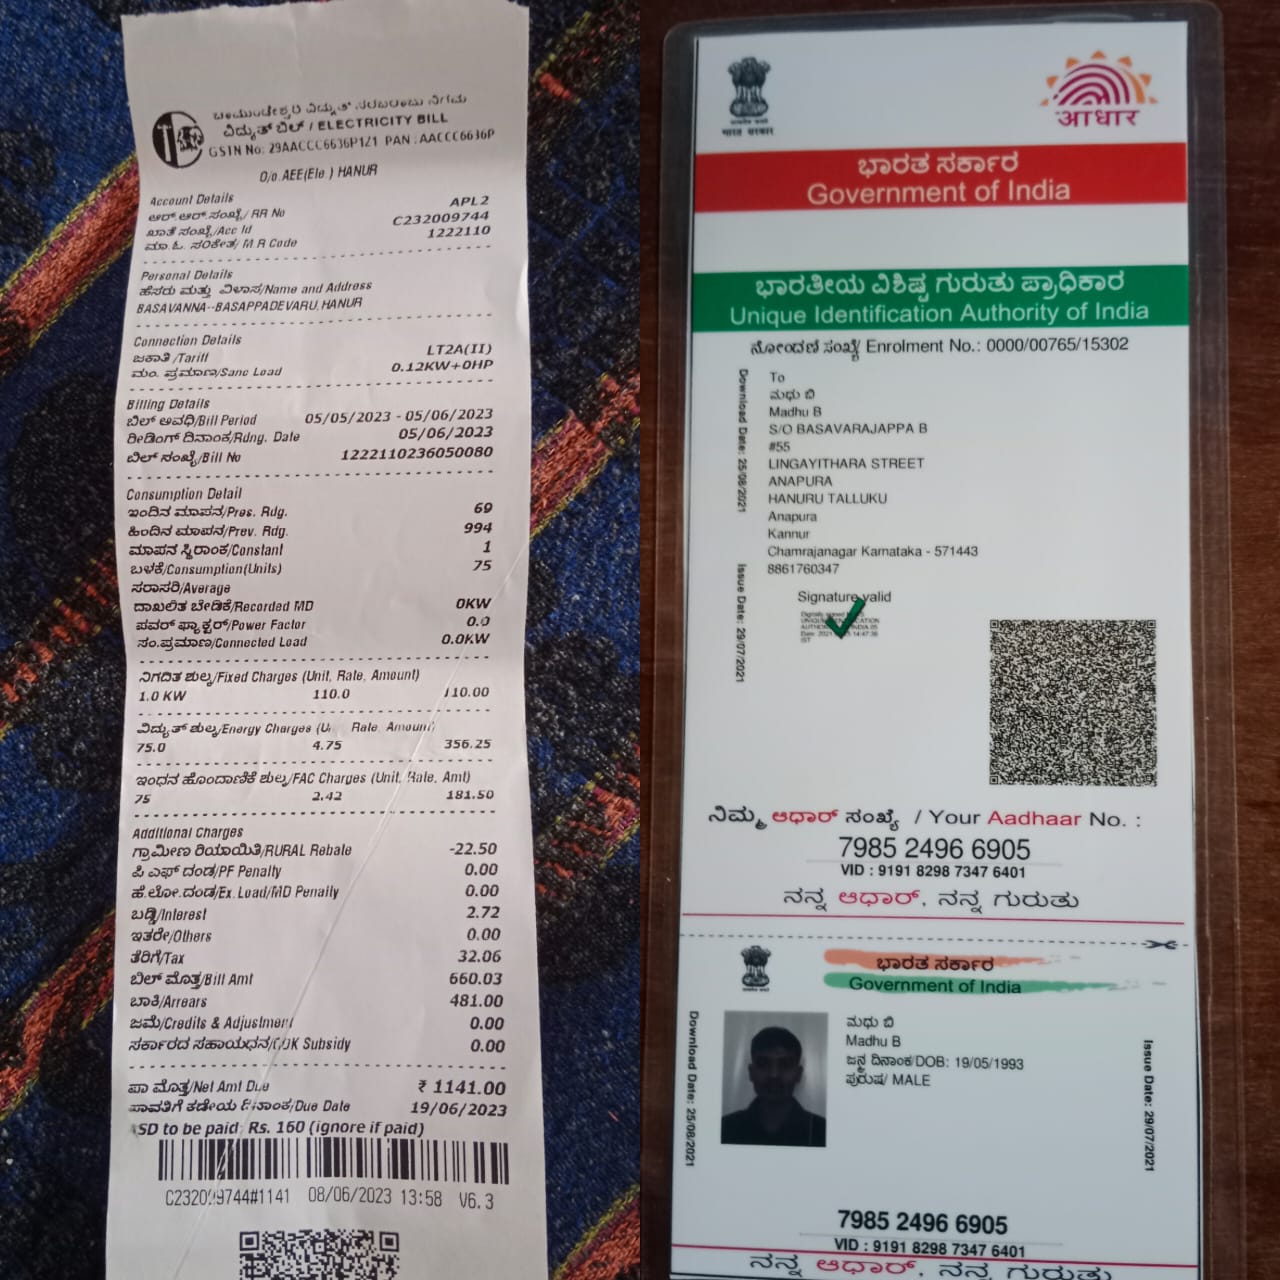 ಚಾಮುಂಡೇಶ್ವರಿ ವಿದ್ಯುತ್ ಸರಬರಾಜು ನಿಗಮ
ವಿದ್ಯುತ್ ಬಿಲ್ / ELECTRICITY BILL
GSTN No: 29AACCC6636P1Z1 PAN : AACCC6636P
O/o AEE(Ele ) HANUR
Account Details
ಆರ್.ಆರ್.ಸಂಖ್ಯೆ/ RR No APL2
ಖಾತೆ ಸಂಖ್ಯೆ/Acc Id C232009744
ಮಾ.ಓ. ಸಂಕೇತ/ M R Code 1222110
Personal Details
ಹೆಸರು ಮತ್ತು ವಿಳಾಸ/Name and Address
BASAVANNA--BASAPPADEVARU,HANUR
Connection Details
ಜಕಾತಿ /Tariff LT2A(II)
ಮಂ. ಪ್ರಮಾಣ/Sanc Load 0.12KW+0HP
Billing Details
ಬಿಲ್ ಅವಧಿ/Bill Period 05/05/2023 - 05/06/2023
ರೀಡಿಂಗ್ ದಿನಾಂಕ/Rdng. Date 05/06/2023
ಬಿಲ್ ಸಂಖ್ಯೆ/Bill No 1222110236050080
Consumption Detail
ಇಂದಿನ ಮಾಪನ/Pres. Rdg. 69
ಹಿಂದಿನ ಮಾಪನ/Prev. Rdg. 994
ಮಾಪನ ಸ್ಥಿರಾಂಕ/Constant 1
ಬಳಕೆ/Consumption(Units) 75
ಸರಾಸರಿ/Average
ದಾಖಲಿತ ಬೇಡಿಕೆ/Recorded MD 0KW
ಪವರ್ ಫ್ಯಾಕ್ಟರ್/Power Factor 0.0
ಸಂ.ಪ್ರಮಾಣ/Connected Load 0.0KW
ನಿಗದಿತ ಶುಲ್ಕ/Fixed Charges (Unit, Rate, Amount)
1.0 KW 110.0 110.00
ವಿದ್ಯುತ್ ಶುಲ್ಕ/Energy Charges (U Rate, Amount)
75.0 4.75 356.25
ಇಂಧನ ಹೊಂದಾಣಿಕೆ ಶುಲ್ಕ/FAC Charges (Unit, Rate, Amt)
75 2.42 181.50
Additional Charges
ಗ್ರಾಮೀಣ ರಿಯಾಯಿತಿ/RURAL Rebate -22.50
ಪಿ ಎಫ್ ದಂಡ/PF Penalty 0.00
ಹೆ.ಲೋ.ದಂಡ/Ex.Load/MD Penalty 0.00
ಬಡ್ಡಿ/Interest 2.72
ಇತರೇ/Others 0.00
ತೆರಿಗೆ/Tax 32.06
ಬಿಲ್ ಮೊತ್ತ/Bill Amt 660.03
ಬಾಕಿ/Arrears 481.00
ಜಮೆ/Credits & Adjustment 0.00
ಸರ್ಕಾರದ ಸಹಾಯಧನ/GOK Subsidy 0.00
ಪಾ ಮೊತ್ತ/Net Amt Due ₹ 1141.00
ಪಾವತಿಗೆ ಕಡೇಯ ದಿನಾಂಕ/Due Date 19/06/2023
ASD to be paid Rs. 160 (ignore if paid)
C232009744#1141 08/06/2023 13:58 V6.3
भारत सरकार
आधार
ಭಾರತ ಸರ್ಕಾರ
Government of India
ಭಾರತೀಯ ವಿಶಿಷ್ಟ ಗುರುತು ಪ್ರಾಧಿಕಾರ
Unique Identification Authority of India
ನೋಂದಣಿ ಸಂಖ್ಯೆ/ Enrolment No.: 0000/00765/15302
To
ಮಧು ಬಿ
Madhu B
S/O BASAVARAJAPPA B
#55
LINGAYITHARA STREET
ANAPURA
HANURU TALLUKU
Anapura
Kannur
Chamrajanagar Karnataka - 571443
8861760347
Download Date: 25/08/2021
Issue Date: 29/07/2021
Signature valid
ನಿಮ್ಮ ಆಧಾರ್ ಸಂಖ್ಯೆ / Your Aadhaar No. :
7985 2496 6905
VID : 9191 8298 7347 6401
ನನ್ನ ಆಧಾರ್, ನನ್ನ ಗುರುತು
ಭಾರತ ಸರ್ಕಾರ
Government of India
Download Date: 25/08/2021
ಮಧು ಬಿ
Madhu B
ಜನ್ಮ ದಿನಾಂಕ/DOB: 19/05/1993
ಪುರುಷ/ MALE
Issue Date: 29/07/2021
7985 2496 6905
VID : 9191 8298 7347 6401
ನನ್ನ ಆಧಾರ್, ನನ್ನ ಗುರುತು